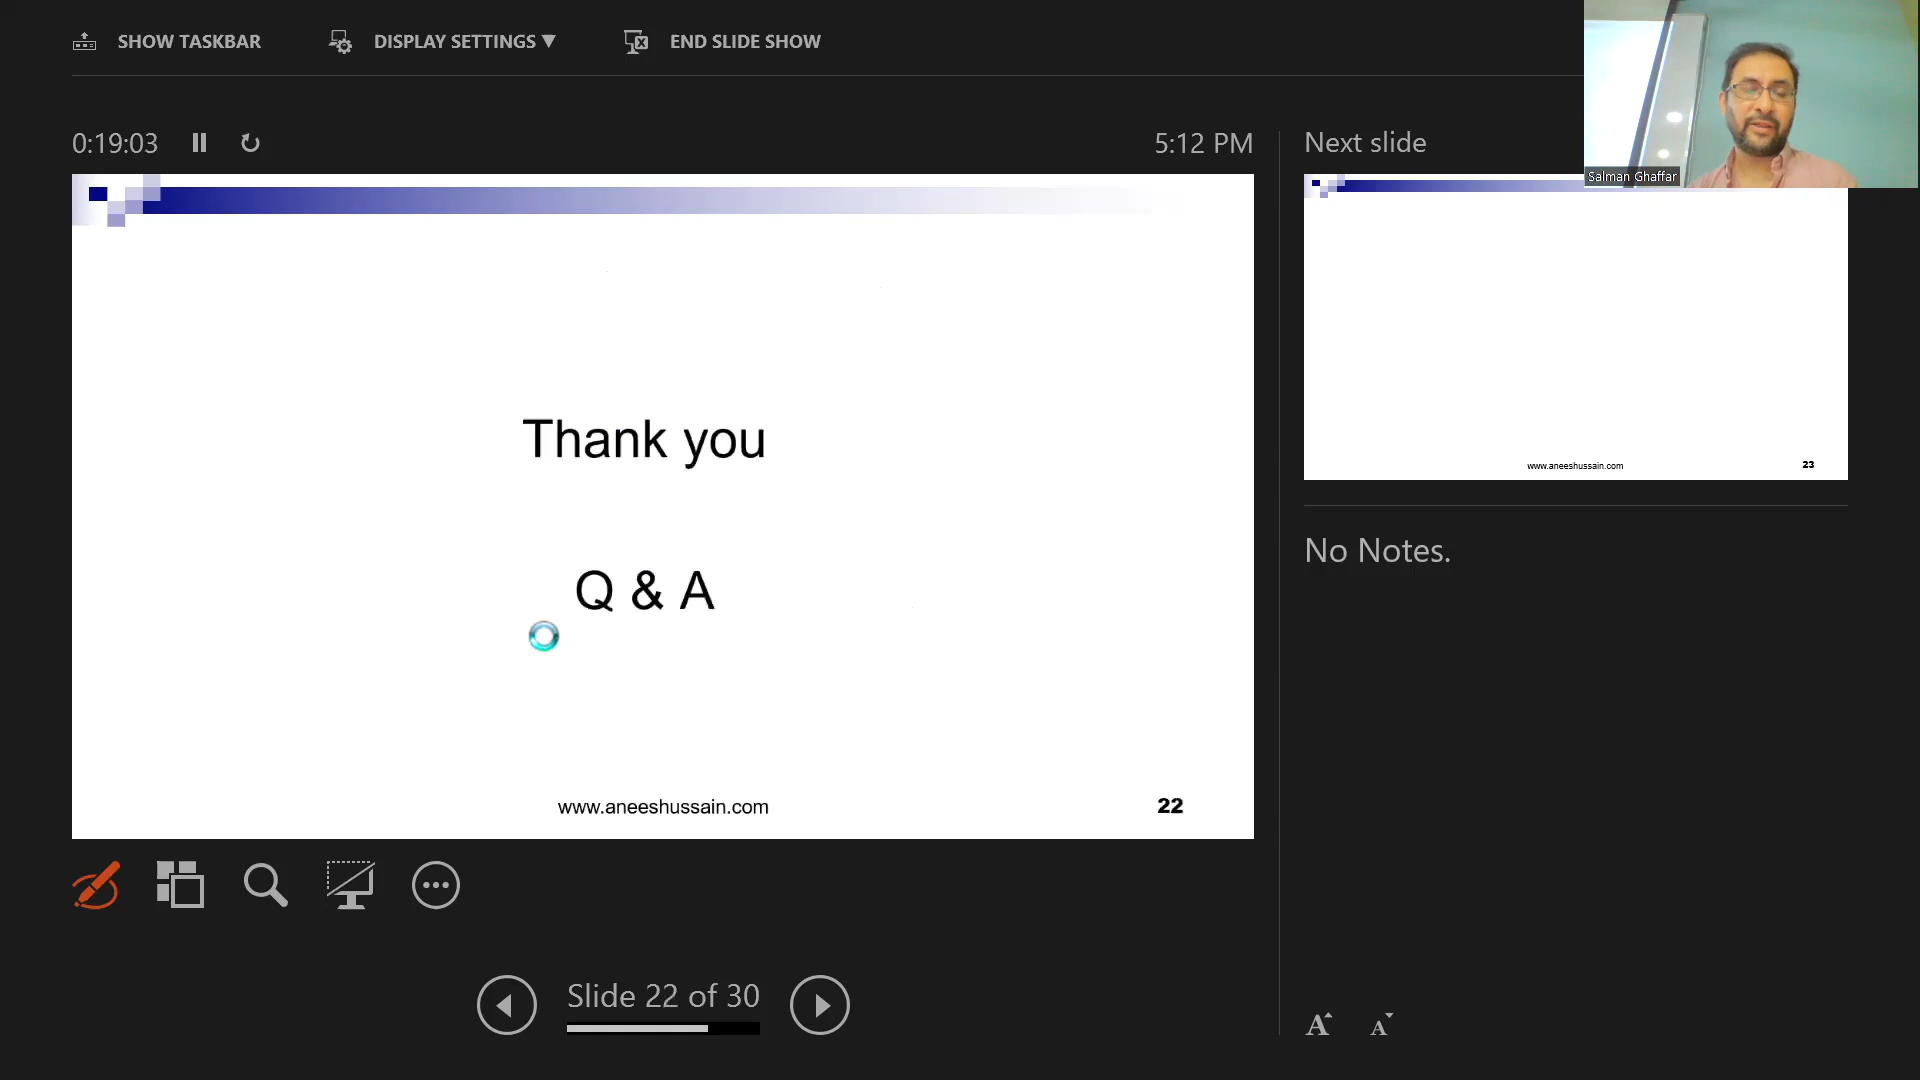 SHOW TASKBAR
DISPLAY SETTINGS ▼
END SLIDE SHOW
0:19:03
5:12 PM
Next slide
Salman Ghaffar
Thank you
Q & A
www.aneeshussain.com
22
www.aneeshussain.com
23
No Notes.
Slide 22 of 30
A
A